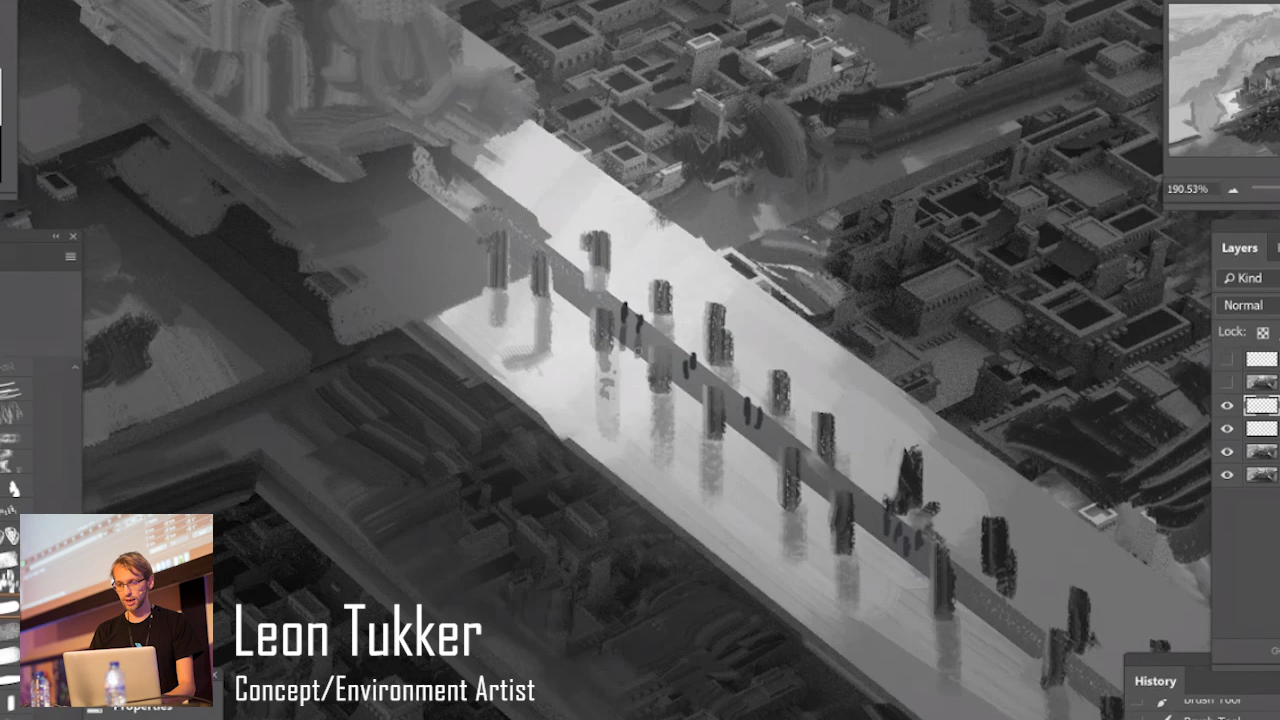 190.53%
Layers
Kind
Normal
Lock:
Leon Tukker
Concept/Environment Artist
Properties
History
Brush Tool